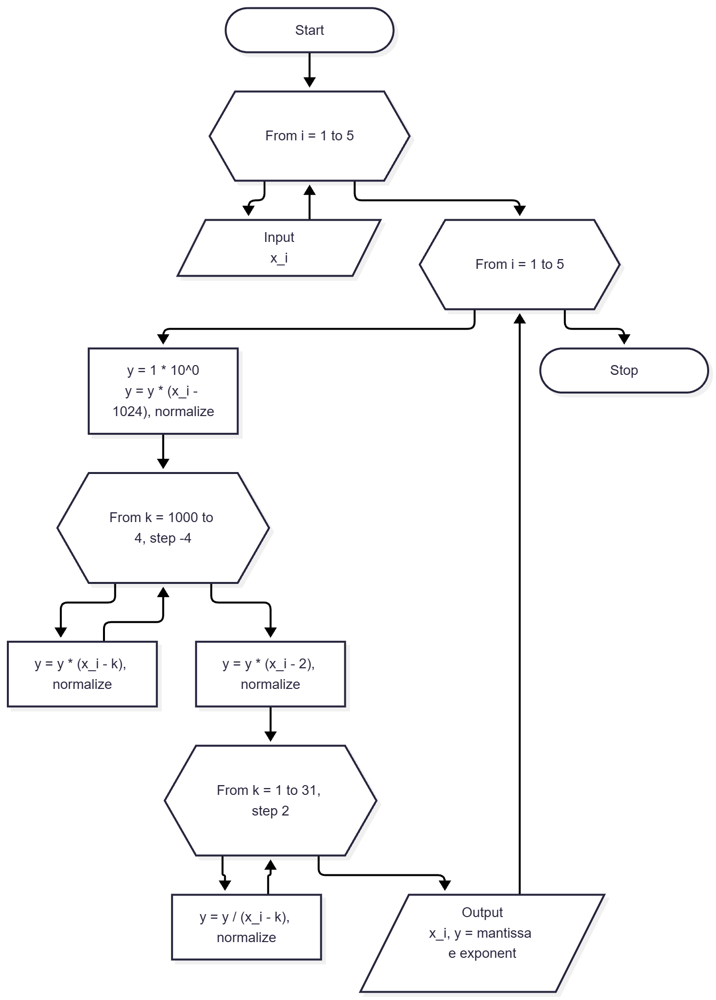 Start
From i = 1 to 5
Input
x_i
From i = 1 to 5
y = 1 * 10^0
y = y * (x_i -
1024), normalize
Stop
From k = 1000 to
4, step -4
y = y * (x_i - k),
normalize
y = y * (x_i - 2),
normalize
From k = 1 to 31,
step 2
y = y / (x_i - k),
normalize
Output
x_i, y = mantissa
e exponent